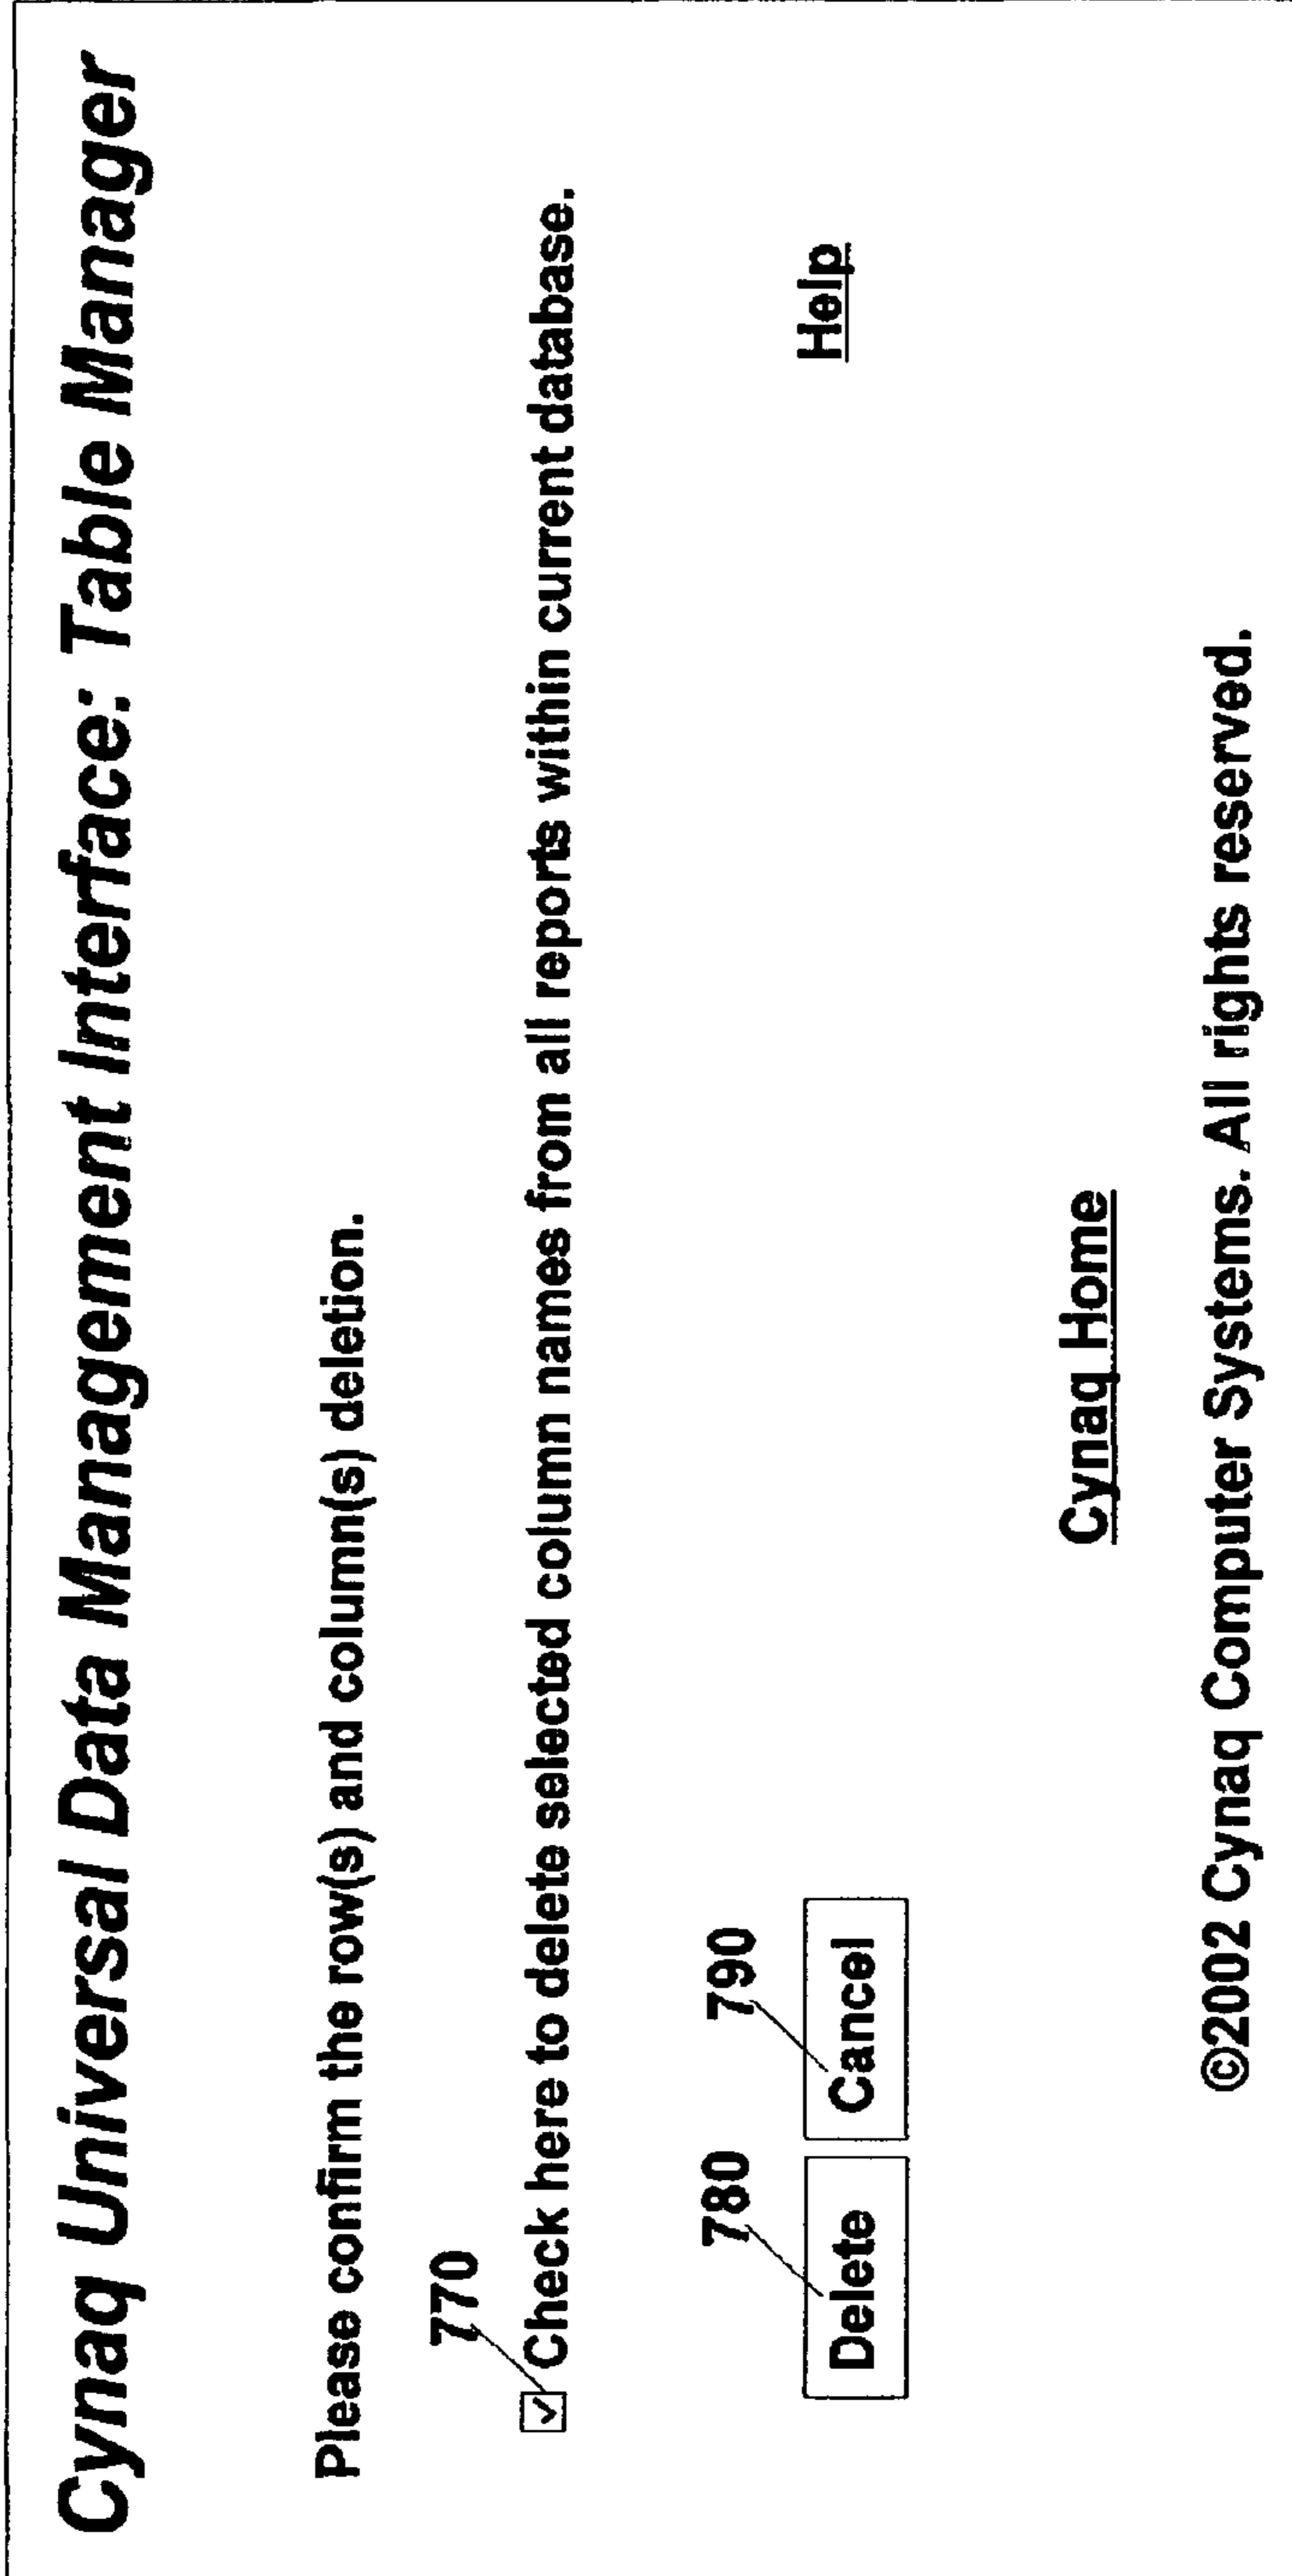 Cynaq Universal Data Management Interface: Table Manager
Please confirm the row(s) and column(s) deletion.
770
Check here to delete selected column names from all reports within current database.
780 790
Delete Cancel Help
Cynaq Home
©2002 Cynaq Computer Systems. All rights reserved.